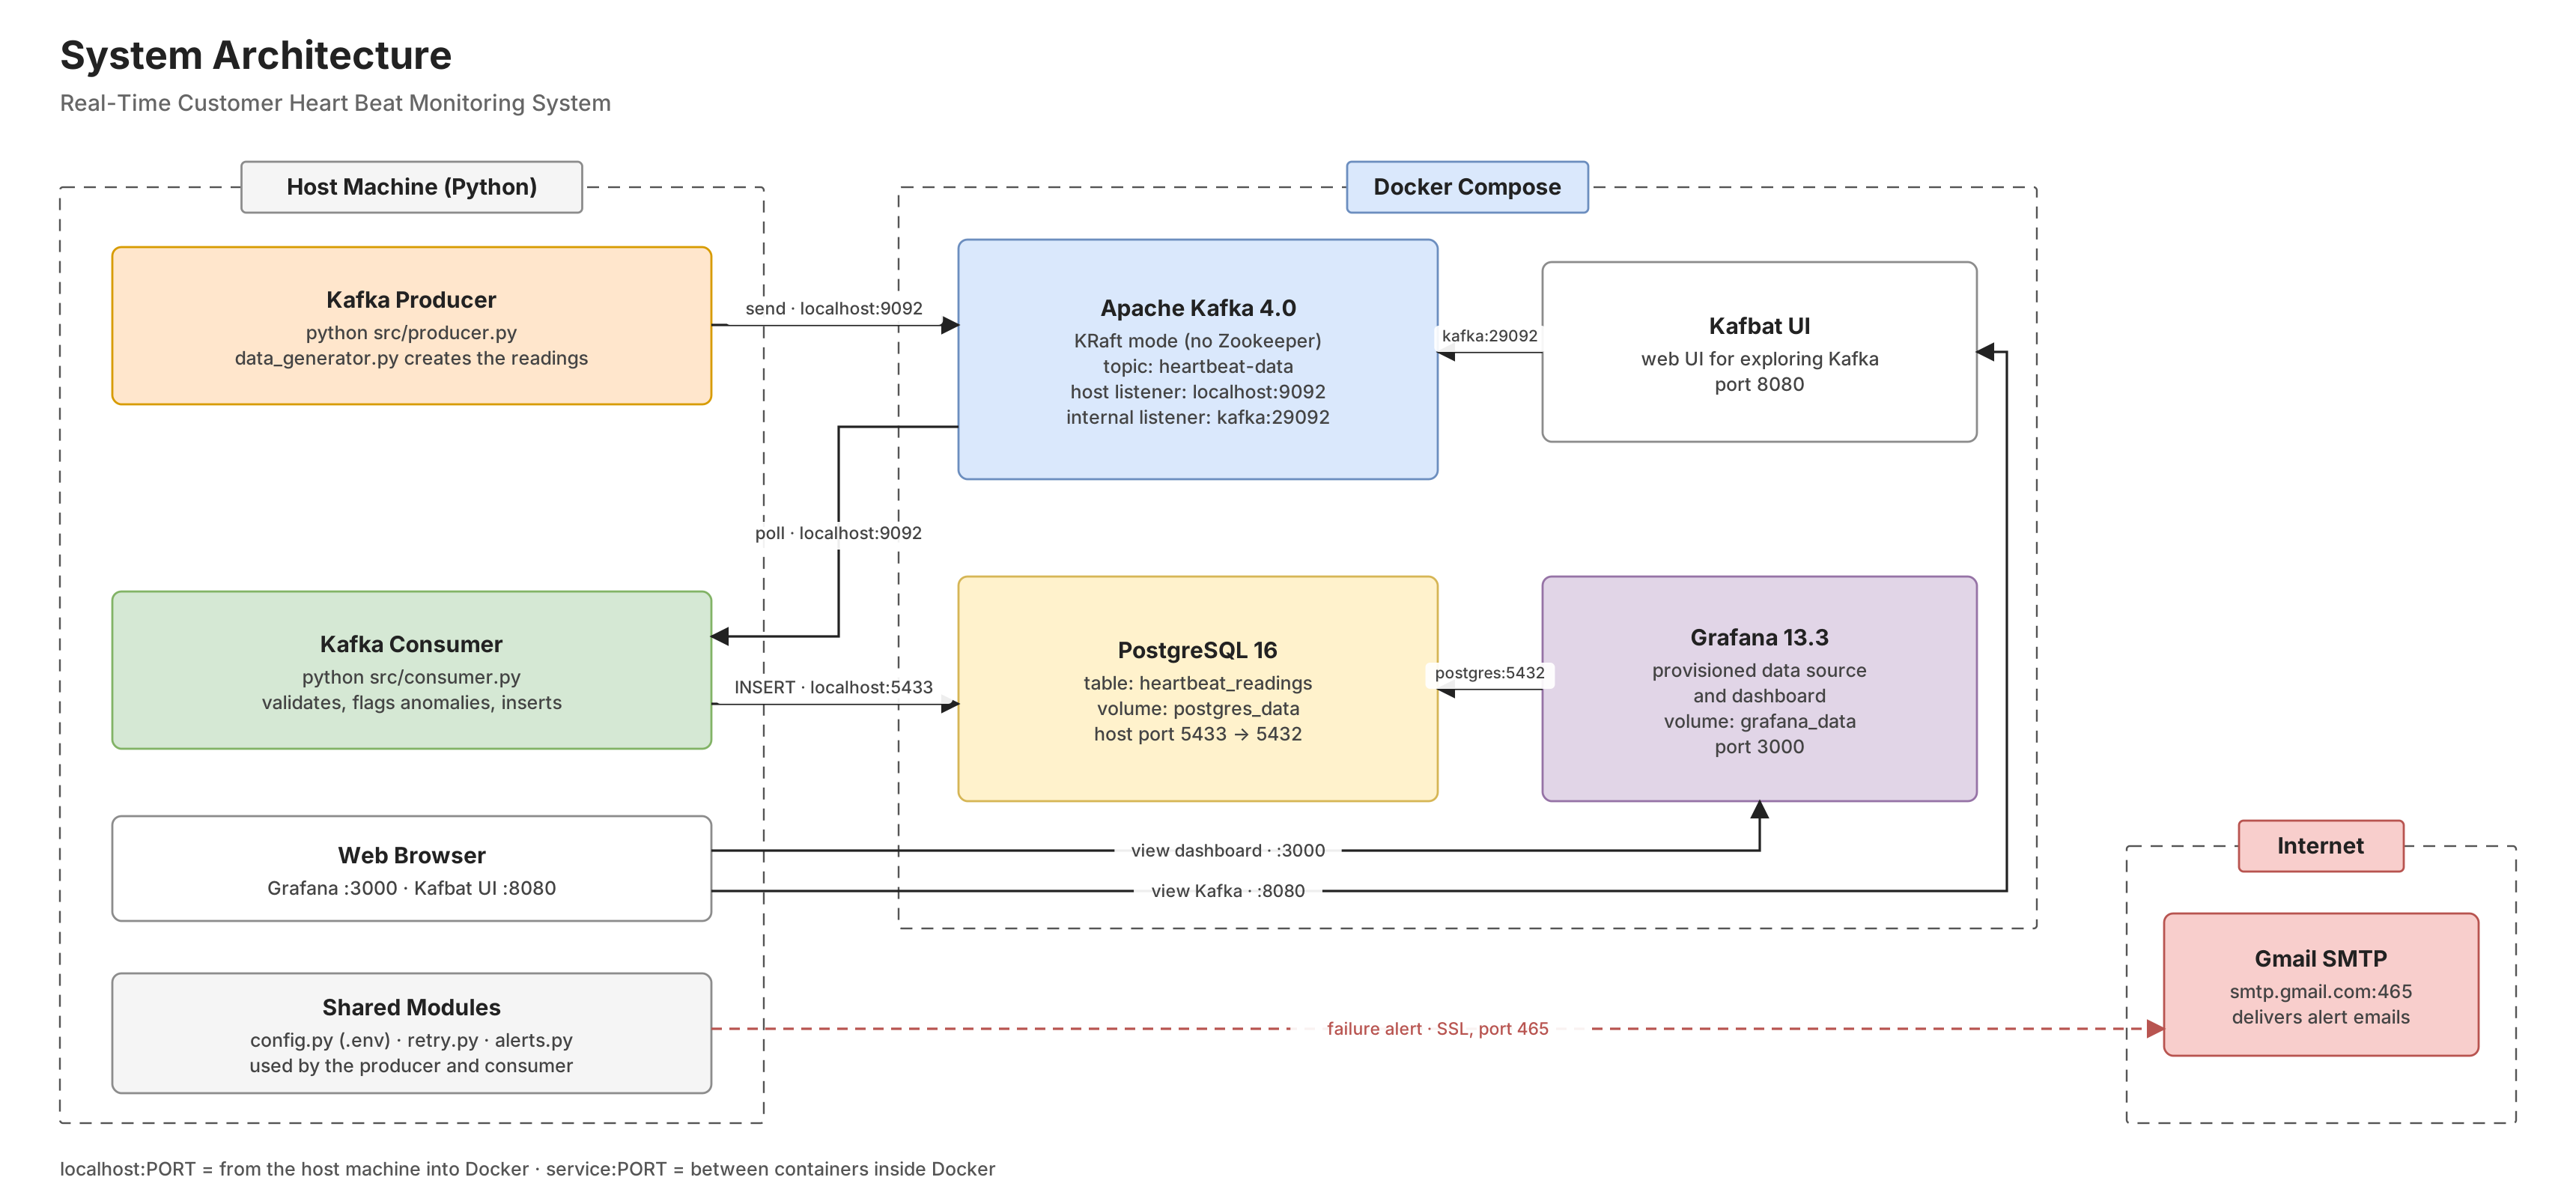 System Architecture
Real-Time Customer Heart Beat Monitoring System
Host Machine (Python)
Docker Compose
Kafka Producer
python src/producer.py
data_generator.py creates the readings
send · localhost:9092
Apache Kafka 4.0
KRaft mode (no Zookeeper)
topic: heartbeat-data
host listener: localhost:9092
internal listener: kafka:29092
kafka:29092
Kafbat UI
web UI for exploring Kafka
port 8080
poll · localhost:9092
Kafka Consumer
python src/consumer.py
validates, flags anomalies, inserts
INSERT · localhost:5433
PostgreSQL 16
table: heartbeat_readings
volume: postgres_data
host port 5433 → 5432
postgres:5432
Grafana 13.3
provisioned data source
and dashboard
volume: grafana_data
port 3000
Web Browser
Grafana :3000 · Kafbat UI :8080
view dashboard · :3000
view Kafka · :8080
Internet
Gmail SMTP
smtp.gmail.com:465
delivers alert emails
Shared Modules
config.py (.env) · retry.py · alerts.py
used by the producer and consumer
failure alert · SSL, port 465
localhost:PORT = from the host machine into Docker · service:PORT = between containers inside Docker